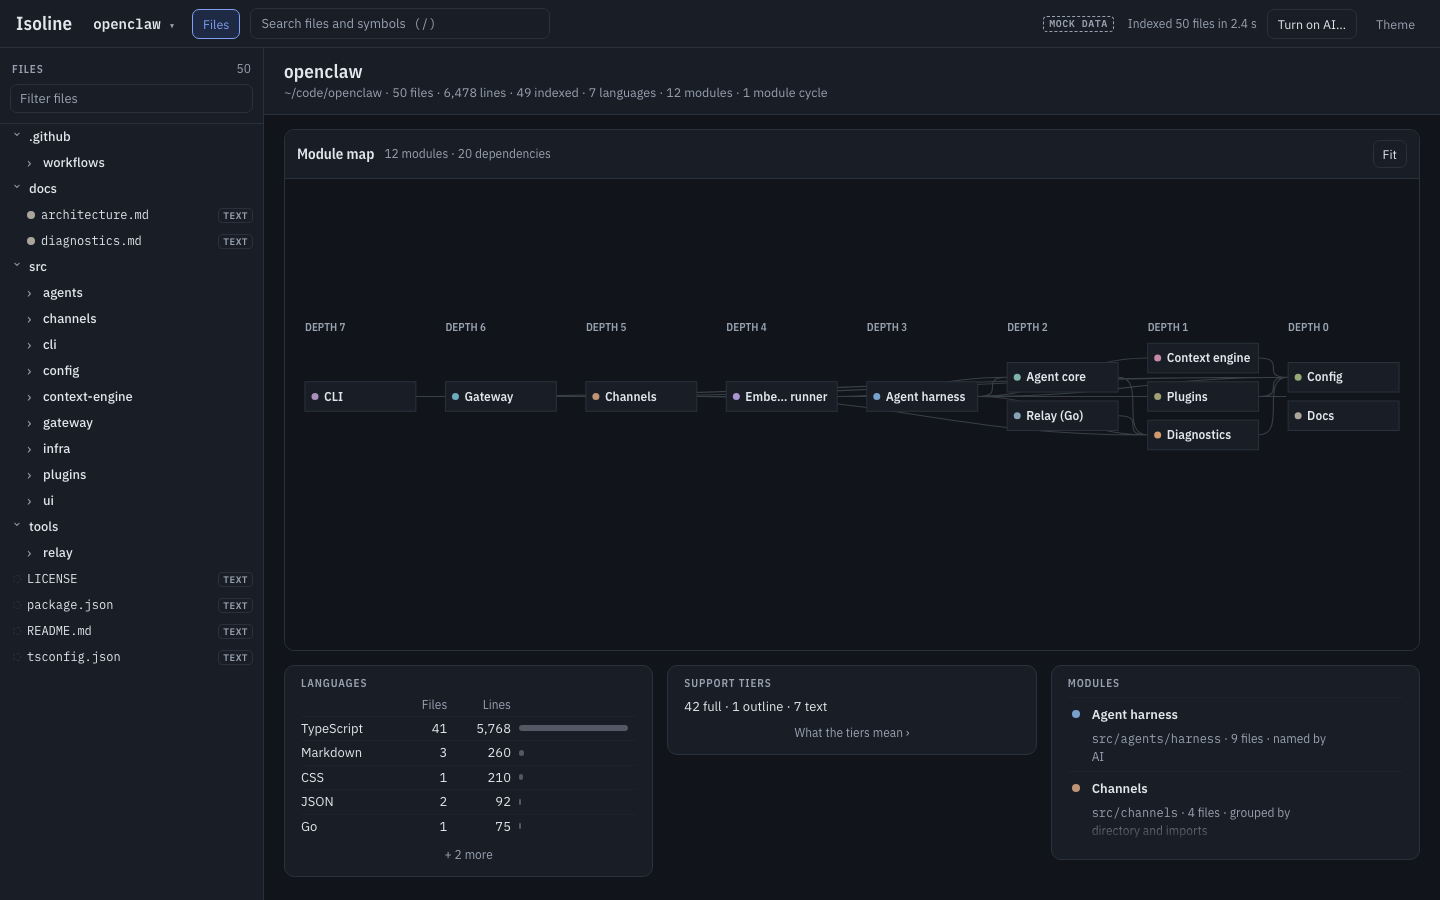 Isoline
openclaw ▾
Files
Search files and symbols (/)
MOCK DATA
Indexed 50 files in 2.4 s
Turn on AI…
Theme
FILES
50
Filter files
.github
workflows
docs
architecture.md TEXT
diagnostics.md TEXT
src
agents
channels
cli
config
context-engine
gateway
infra
plugins
ui
tools
relay
LICENSE TEXT
package.json TEXT
README.md TEXT
tsconfig.json TEXT
openclaw
~/code/openclaw · 50 files · 6,478 lines · 49 indexed · 7 languages · 12 modules · 1 module cycle
Module map 12 modules · 20 dependencies
Fit
DEPTH 7
DEPTH 6
DEPTH 5
DEPTH 4
DEPTH 3
DEPTH 2
DEPTH 1
DEPTH 0
CLI
Gateway
Channels
Embe… runner
Agent harness
Agent core
Relay (Go)
Context engine
Plugins
Diagnostics
Config
Docs
LANGUAGES
Files Lines
TypeScript 41 5,768
Markdown 3 260
CSS 1 210
JSON 2 92
Go 1 75
+ 2 more
SUPPORT TIERS
42 full · 1 outline · 7 text
What the tiers mean ›
MODULES
Agent harness
src/agents/harness · 9 files · named by
AI
Channels
src/channels · 4 files · grouped by
directory and imports